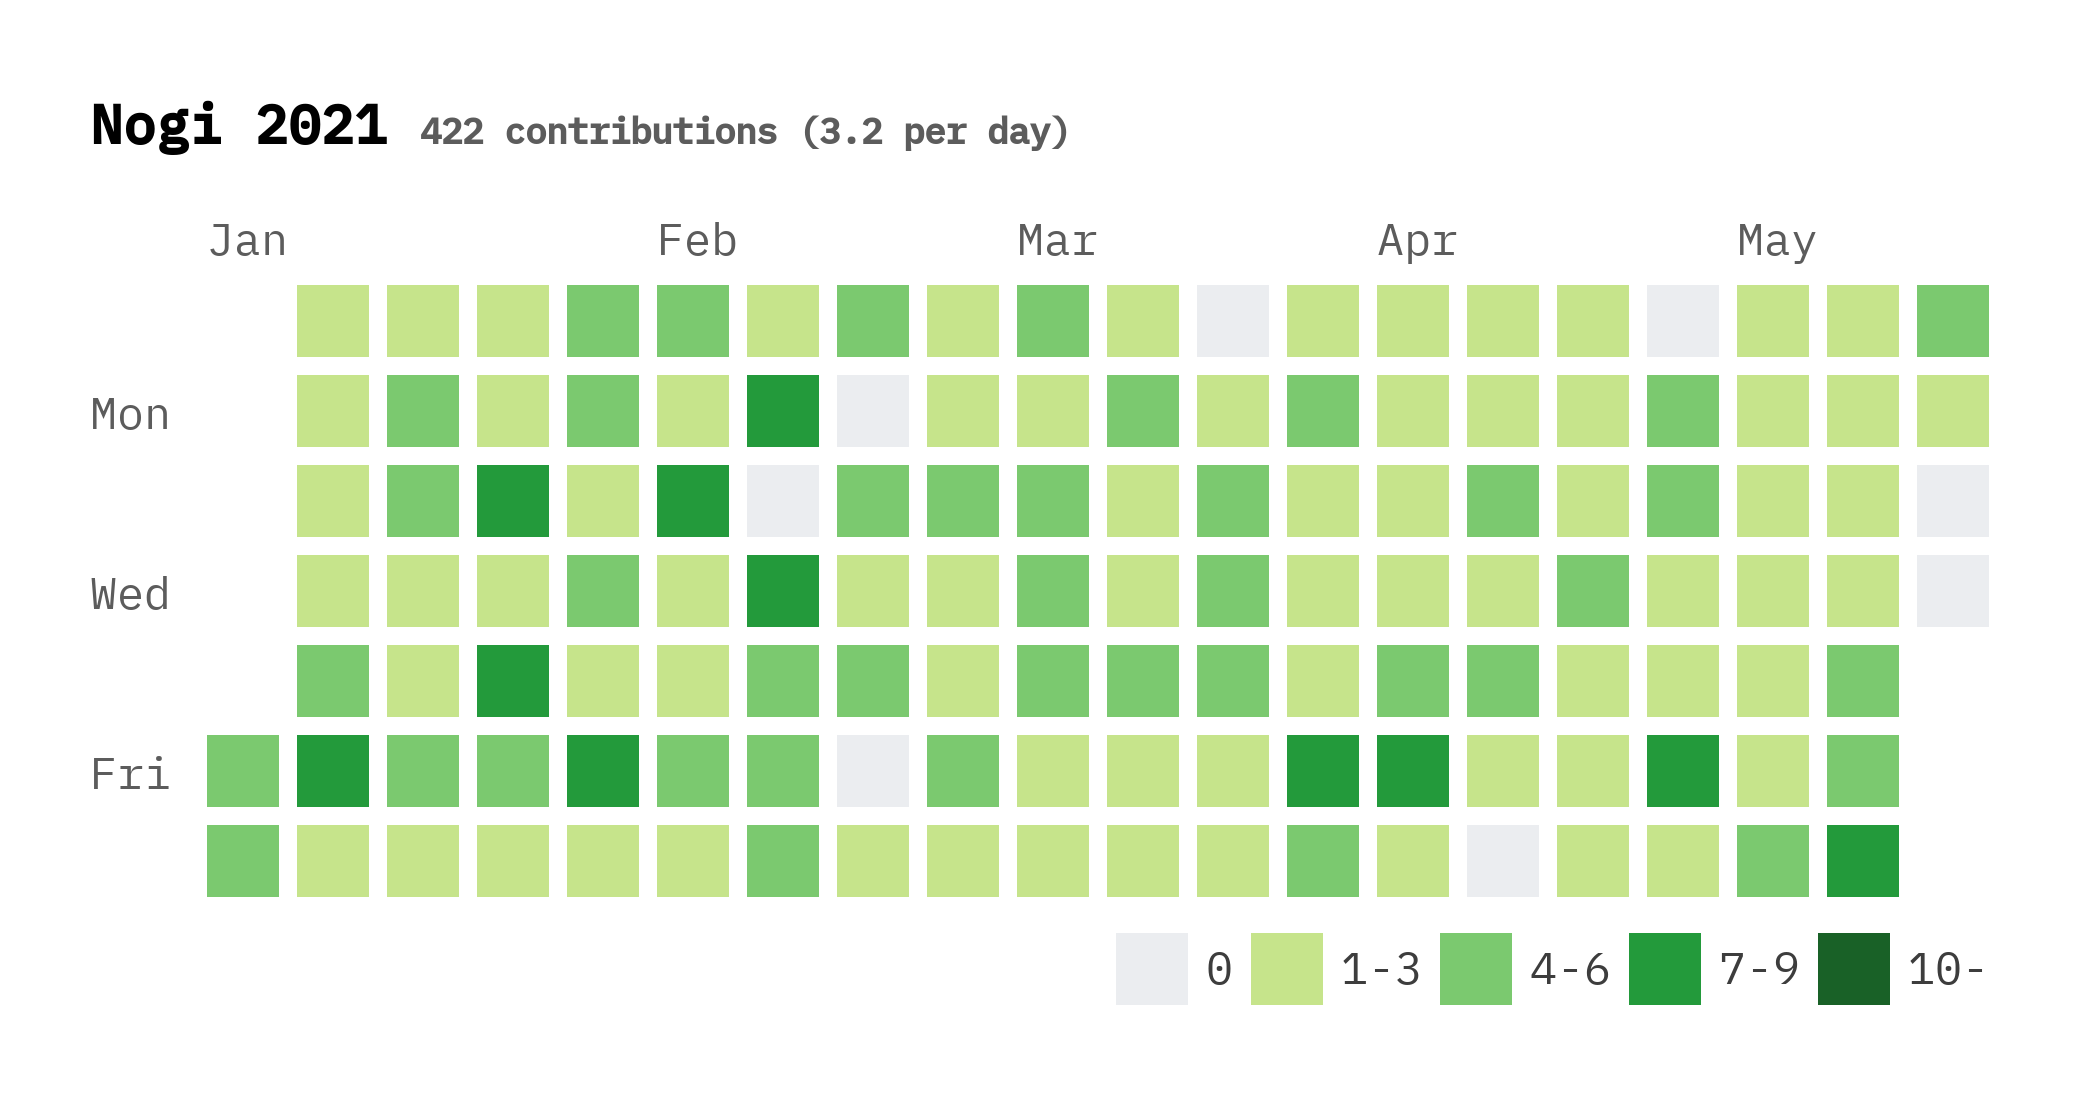 Nogi 2021 422 contributions (3.2 per day)
Jan Feb Mar Apr May
Mon
Wed
Fri
0 1-3 4-6 7-9 10-